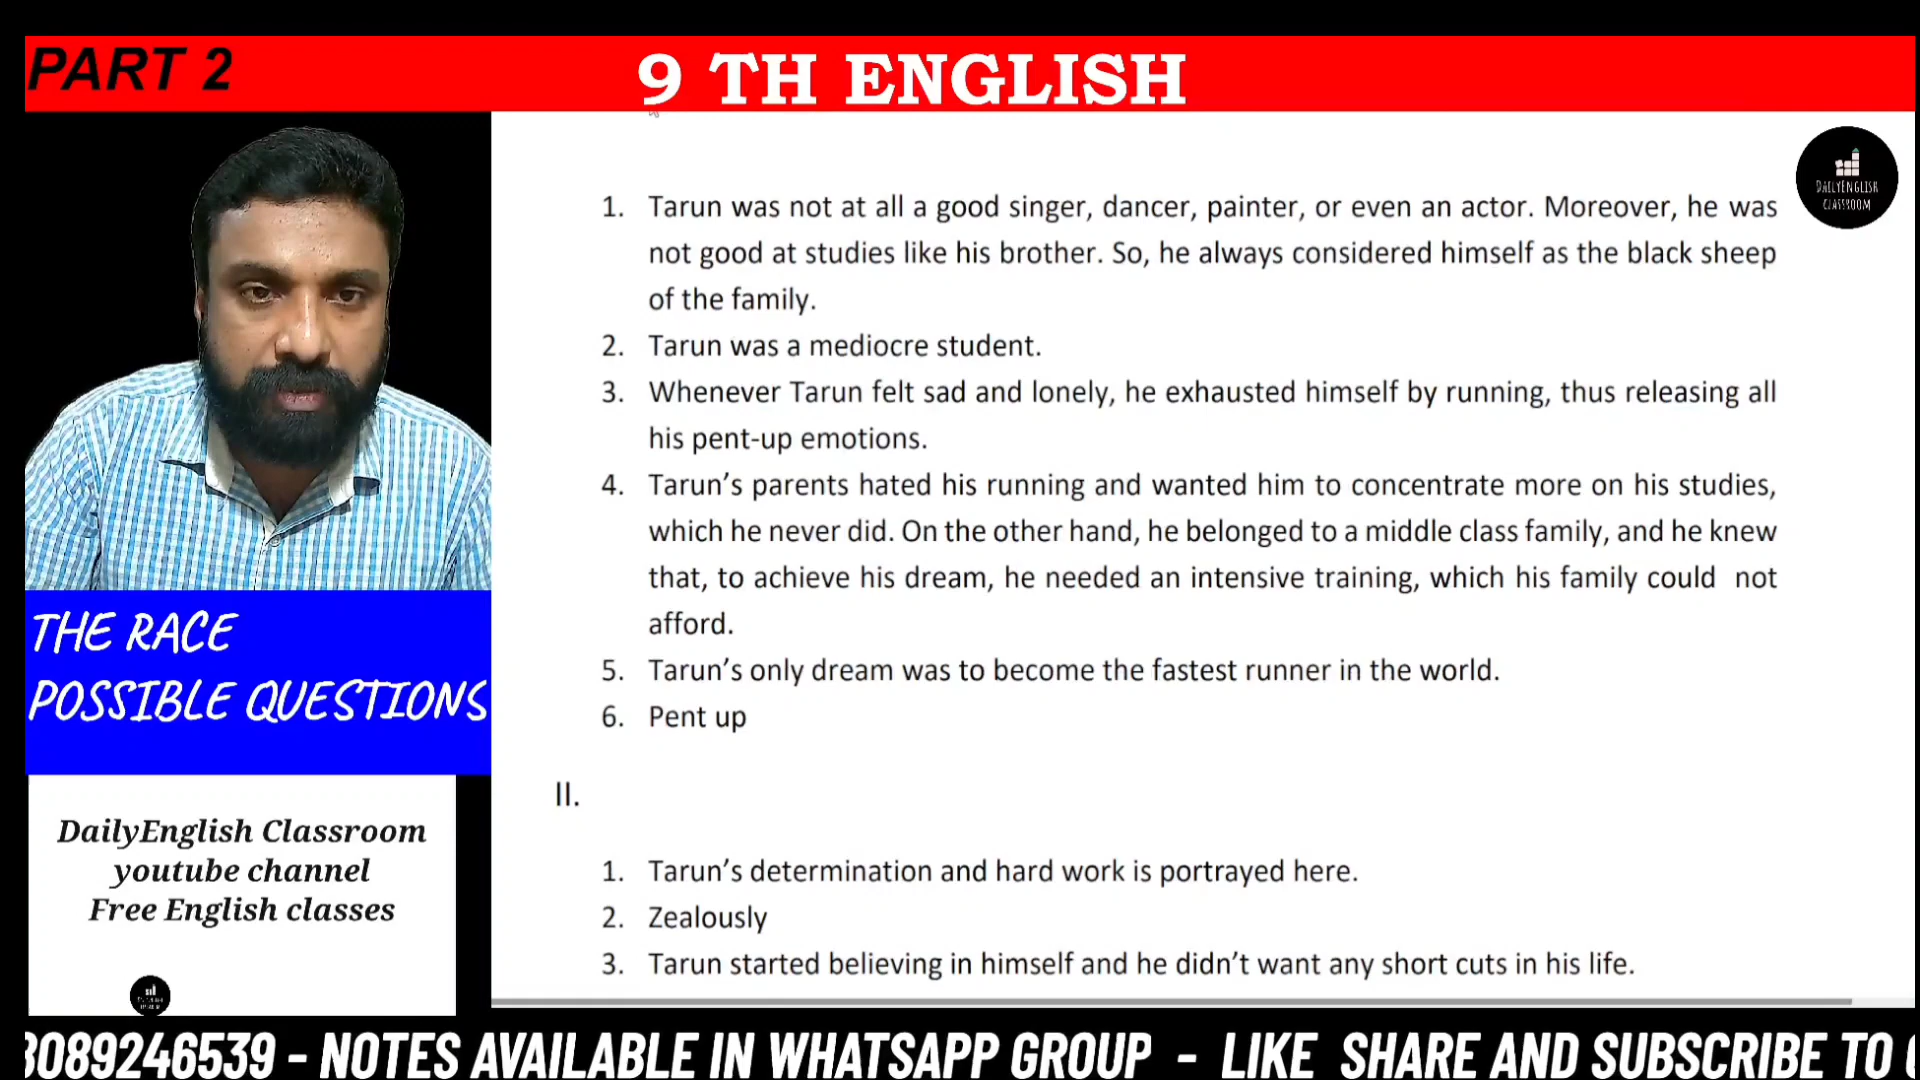 PART 2
9 TH ENGLISH
DAILYENGLISH
CLASSROOM
1. Tarun was not at all a good singer, dancer, painter, or even an actor. Moreover, he was
not good at studies like his brother. So, he always considered himself as the black sheep
of the family.
2. Tarun was a mediocre student.
3. Whenever Tarun felt sad and lonely, he exhausted himself by running, thus releasing all
his pent-up emotions.
4. Tarun’s parents hated his running and wanted him to concentrate more on his studies,
which he never did. On the other hand, he belonged to a middle class family, and he knew
that, to achieve his dream, he needed an intensive training, which his family could not
afford.
5. Tarun’s only dream was to become the fastest runner in the world.
6. Pent up
II.
1. Tarun’s determination and hard work is portrayed here.
2. Zealously
3. Tarun started believing in himself and he didn’t want any short cuts in his life.
THE RACE
POSSIBLE QUESTIONS
DailyEnglish Classroom
youtube channel
Free English classes
8089246539 - NOTES AVAILABLE IN WHATSAPP GROUP - LIKE SHARE AND SUBSCRIBE TO